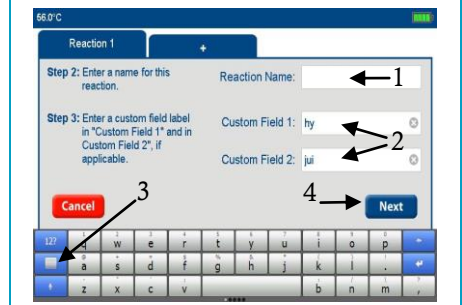 56.0°C
Reaction 1
+
Step 2: Enter a name for this
reaction.
Reaction Name:
1
Step 3: Enter a custom field label
in "Custom Field 1" and in
Custom Field 2", if
applicable.
Custom Field 1: hy
2
Custom Field 2: jui
3
4
Cancel
Next
q w e r t y u i o p
a s d f g h j k l .
z x c v b n m ,